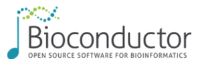 Bioconductor
OPEN SOURCE SOFTWARE FOR BIOINFORMATICS